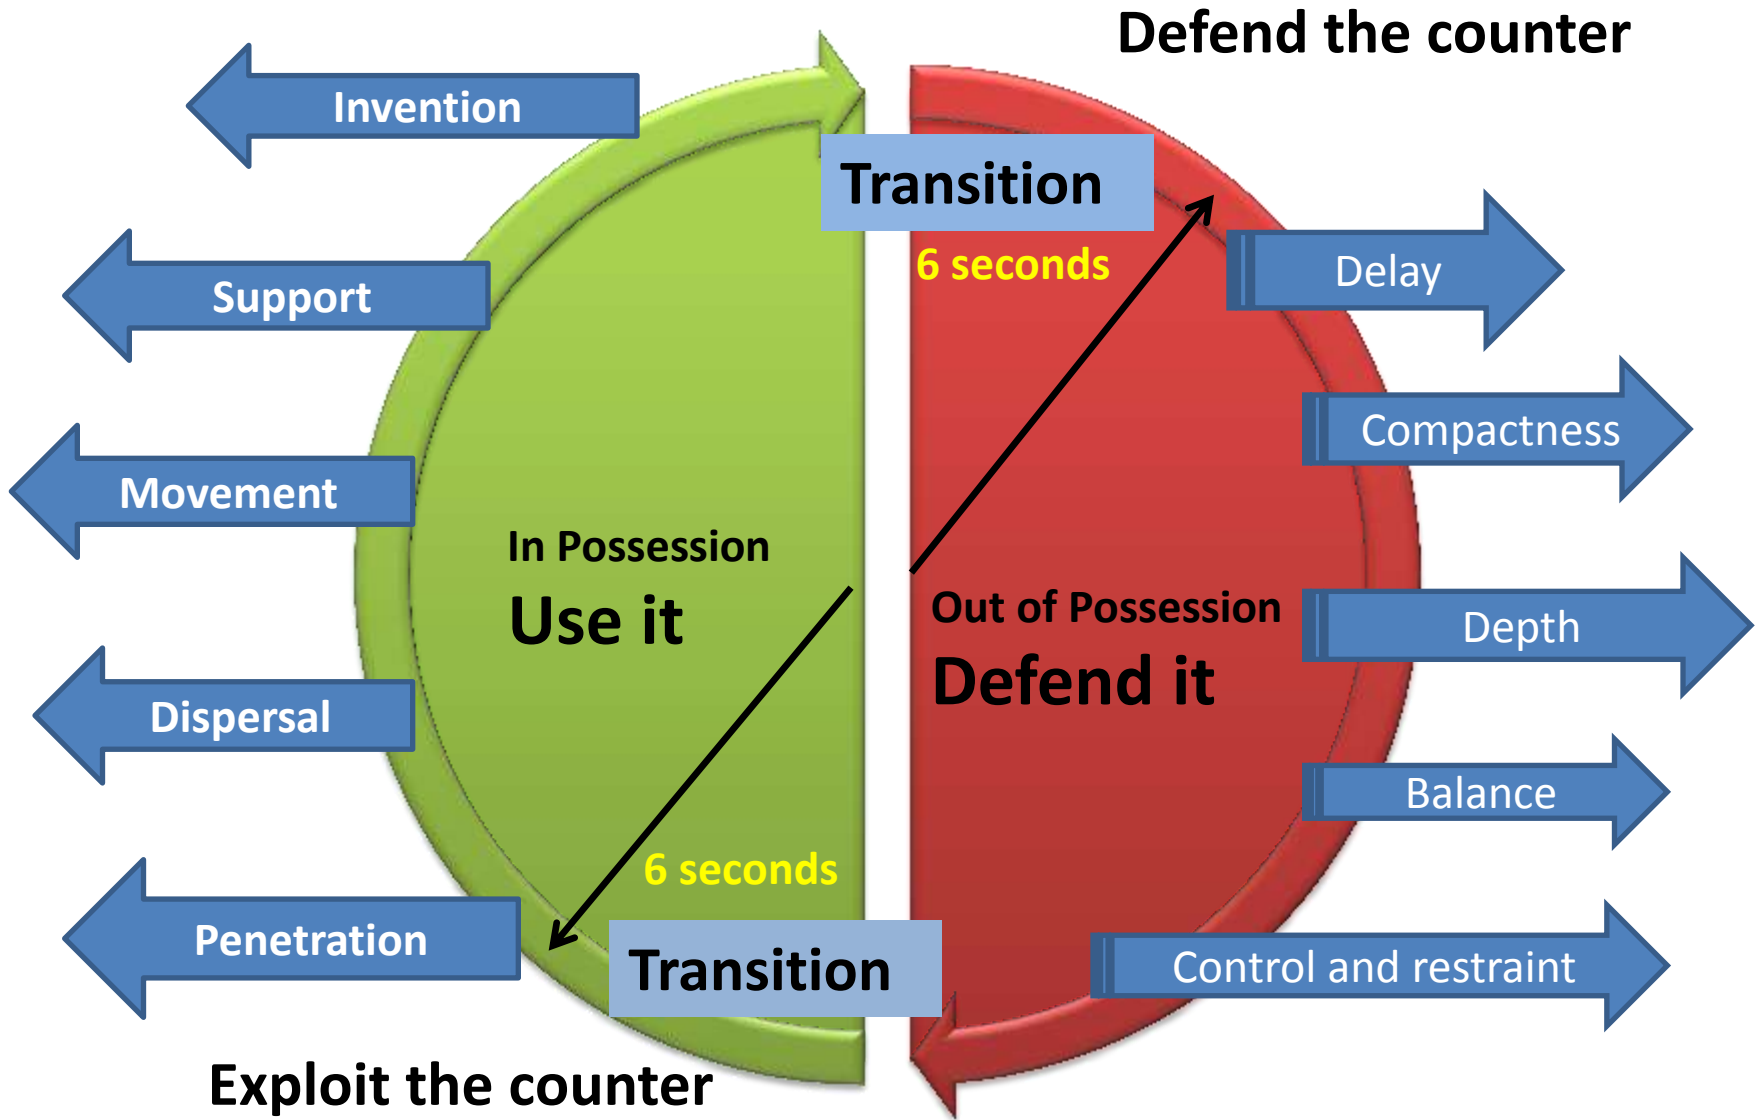 Defend the counter
Invention
Transition
6 seconds
Delay
Support
Compactness
Movement
In Possession
Use it
Out of Possession
Defend it
Depth
Dispersal
Balance
6 seconds
Penetration
Transition
Control and restraint
Exploit the counter